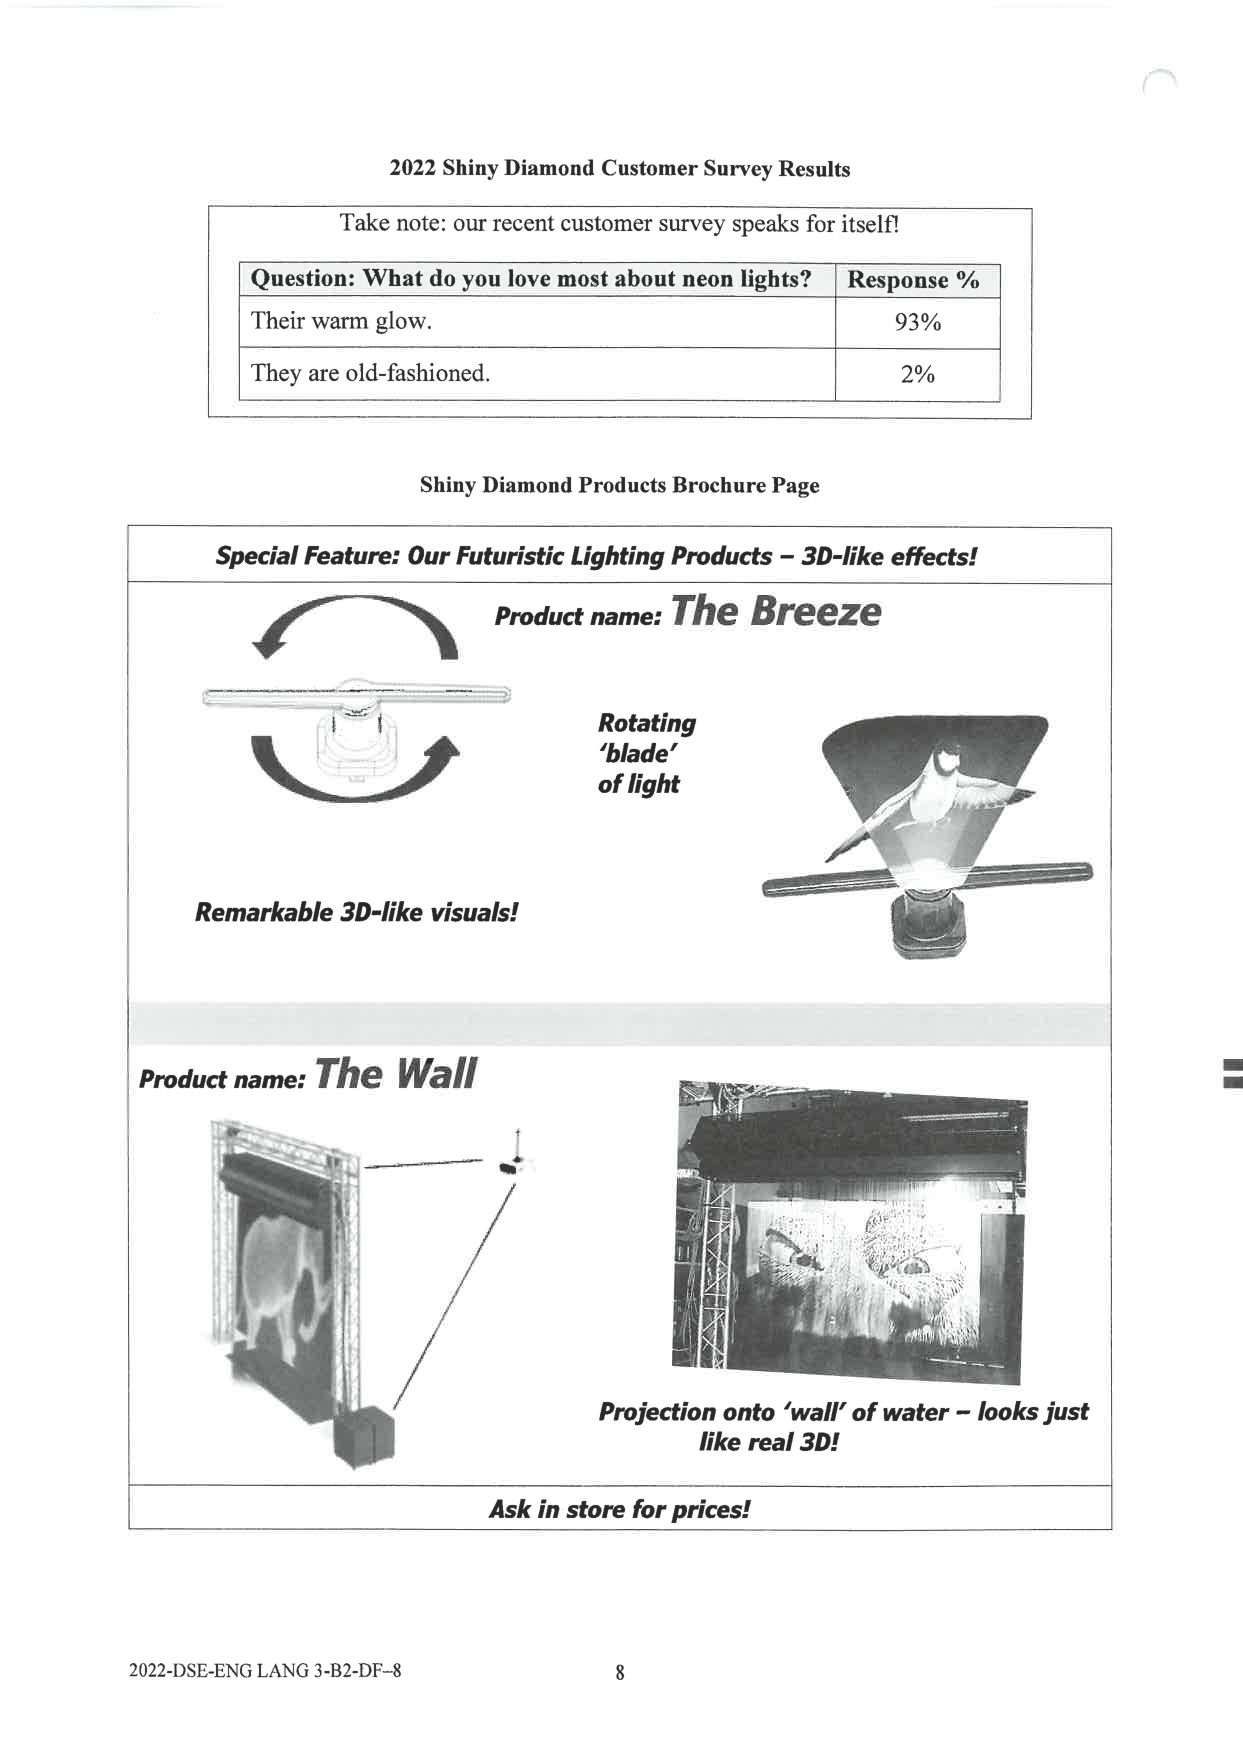 2022 Shiny Diamond Customer Survey Results
Take note: our recent customer survey speaks for itself!
Question: What do you love most about neon lights? Response %
Their warm glow. 93%
They are old-fashioned. 2%
Shiny Diamond Products Brochure Page
Special Feature: Our Futuristic Lighting Products – 3D-like effects!
Product name: The Breeze
Rotating
‘blade’
of light
Remarkable 3D-like visuals!
Product name: The Wall
Projection onto ‘wall’ of water – looks just
like real 3D!
Ask in store for prices!
2022-DSE-ENG LANG 3-B2-DF–8 8